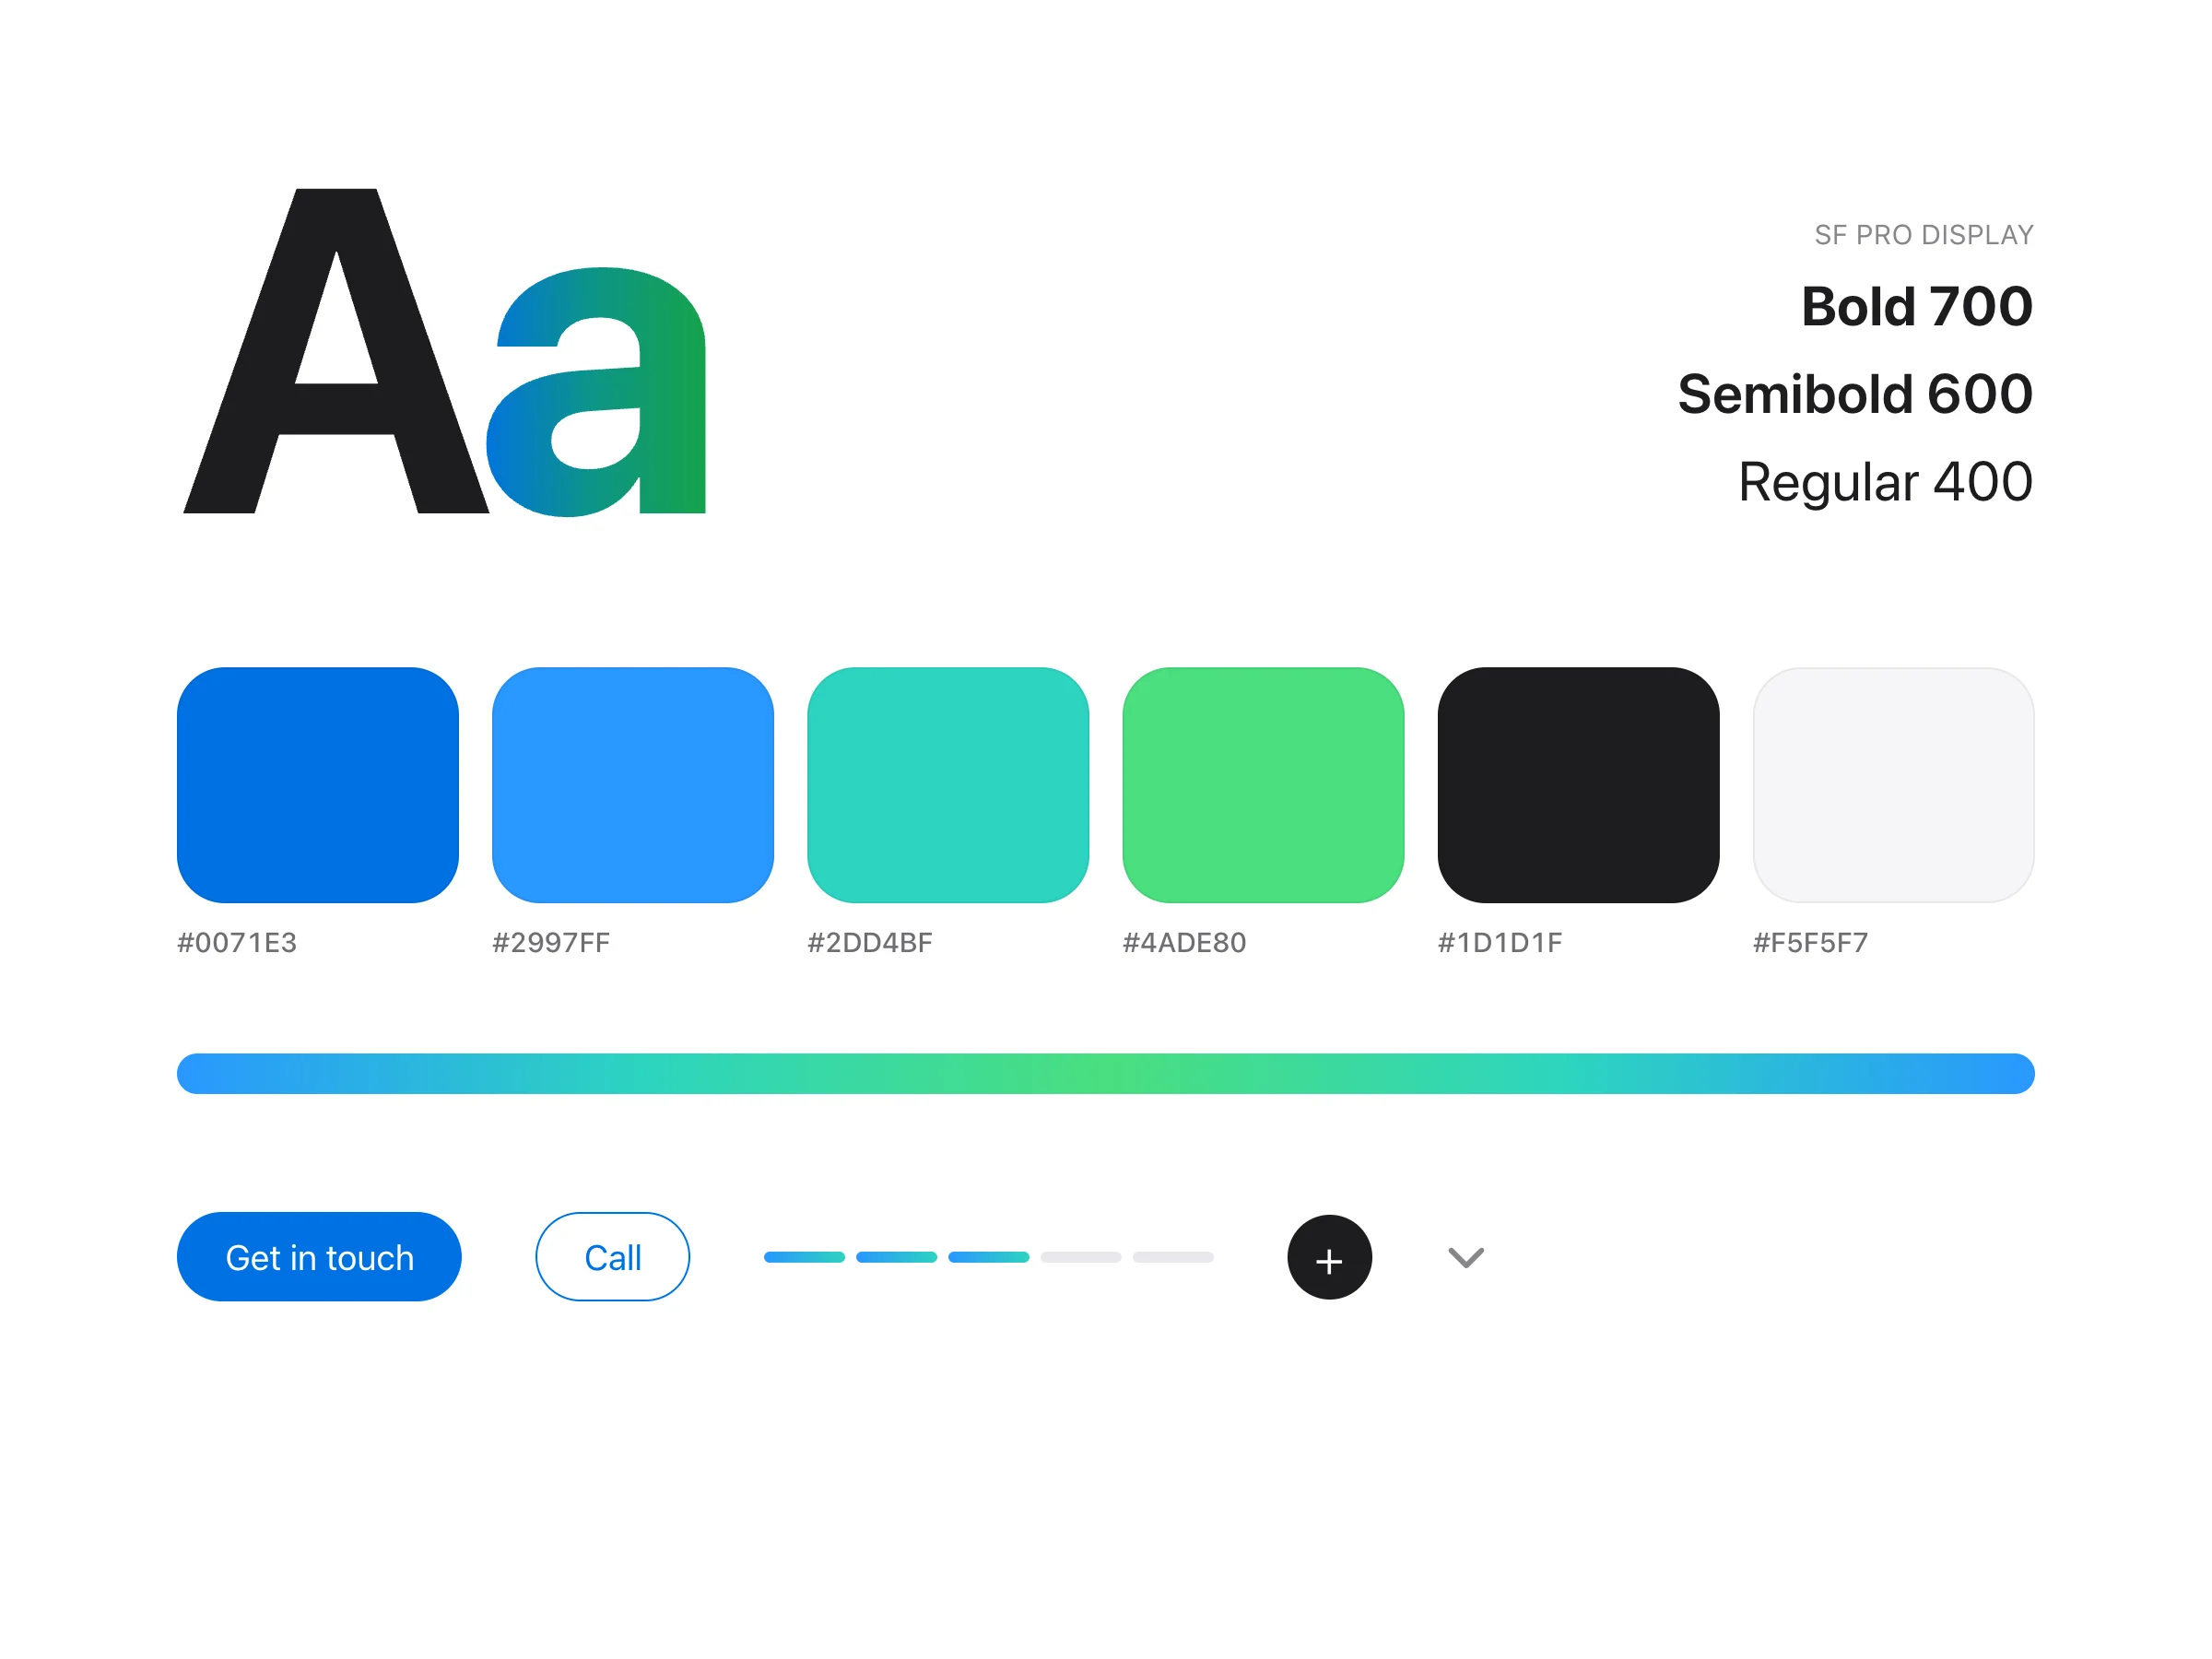 Aa
SF PRO DISPLAY
Bold 700
Semibold 600
Regular 400
#0071E3
#2997FF
#2DD4BF
#4ADE80
#1D1D1F
#F5F5F7
Get in touch
Call
+